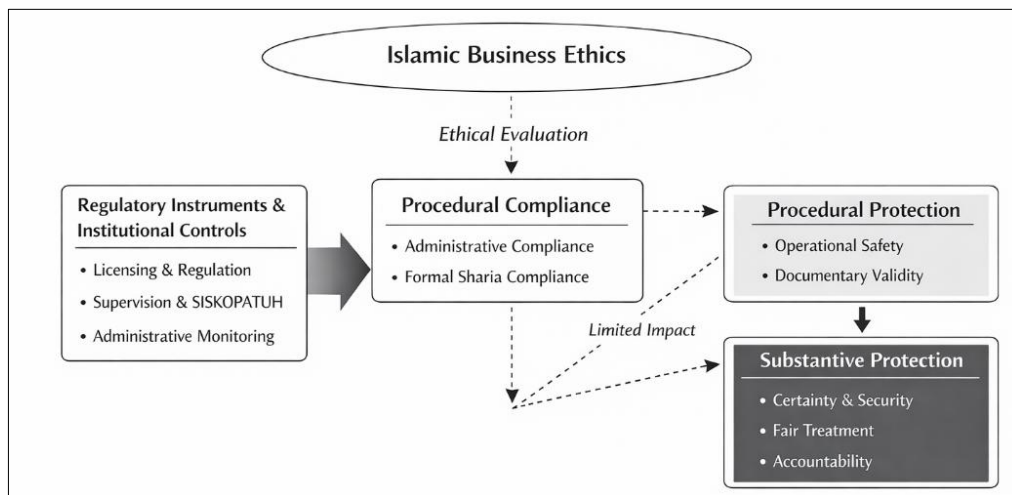 Islamic Business Ethics
Ethical Evaluation
Regulatory Instruments &
Institutional Controls
• Licensing & Regulation
• Supervision & SISKOPATUH
• Administrative Monitoring
Procedural Compliance
• Administrative Compliance
• Formal Sharia Compliance
Procedural Protection
• Operational Safety
• Documentary Validity
Limited Impact
Substantive Protection
• Certainty & Security
• Fair Treatment
• Accountability